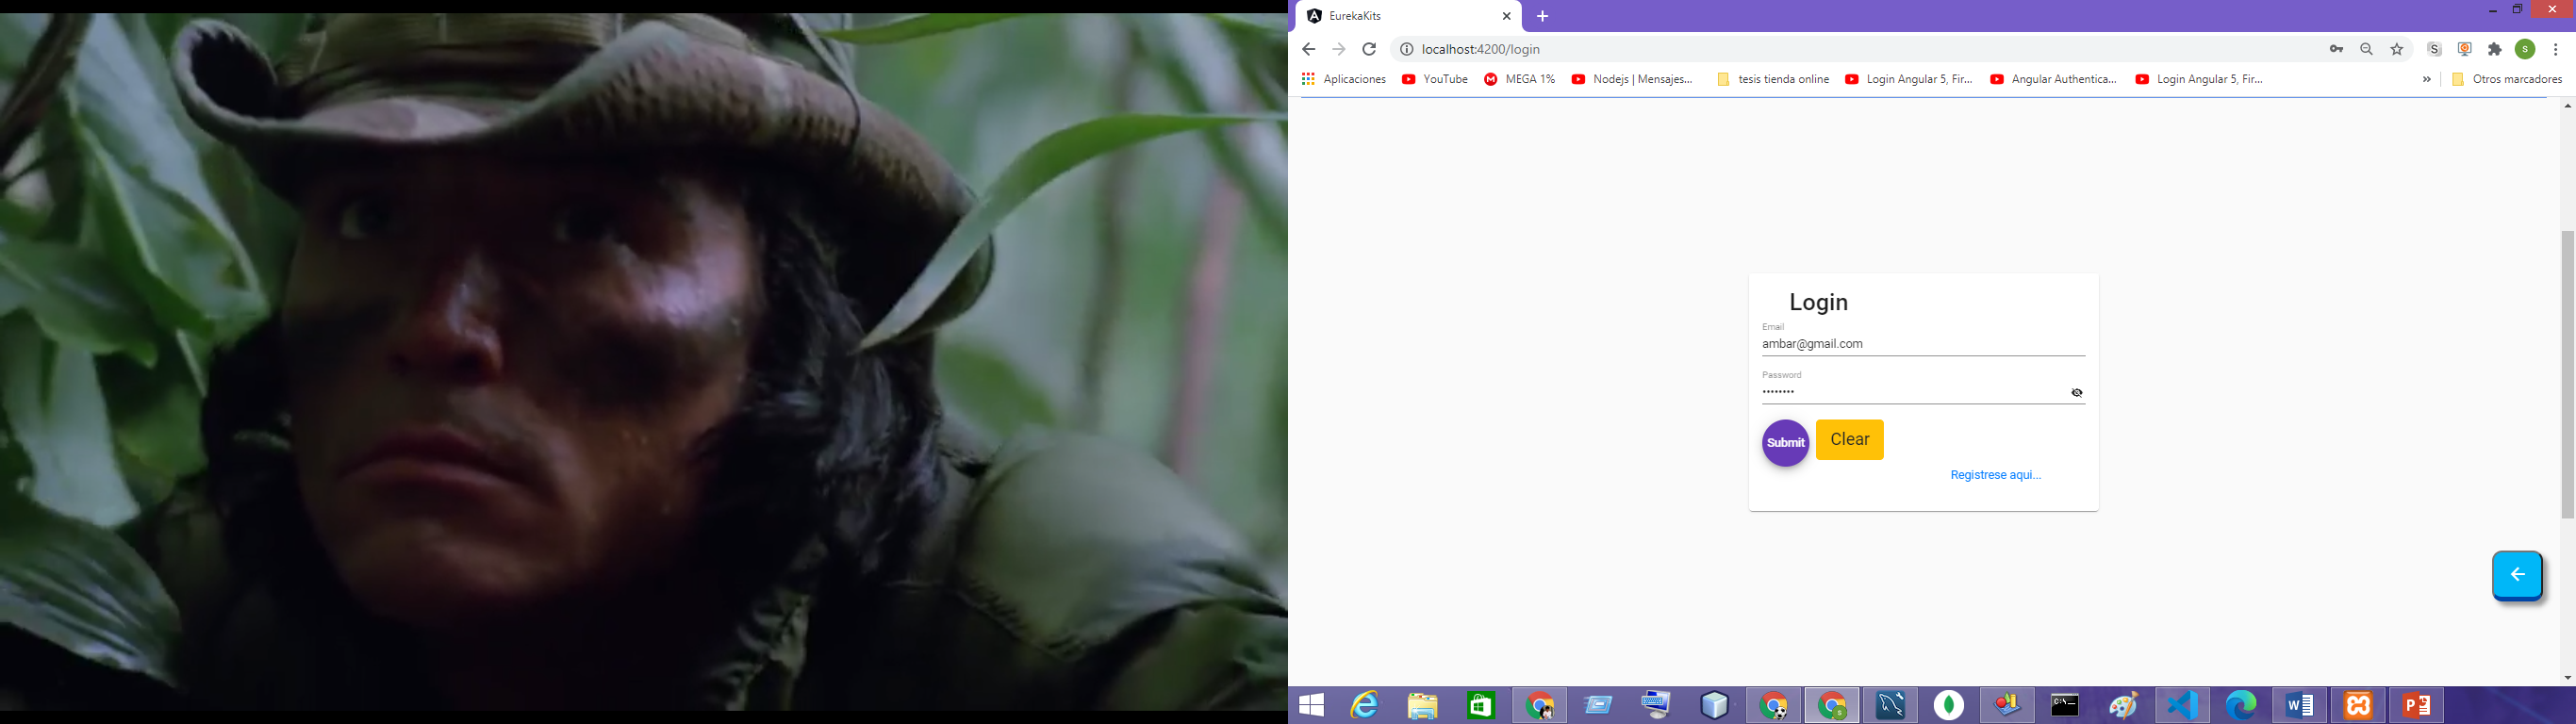 EurekaKits
localhost:4200/login
S
s
Aplicaciones
YouTube
MEGA 1%
Nodejs | Mensajes...
tesis tienda online
Login Angular 5, Fir...
Angular Authentica...
Login Angular 5, Fir...
»
Otros marcadores
Login
Email
ambar@gmail.com
Password
••••••••
Submit
Clear
Registrese aqui...